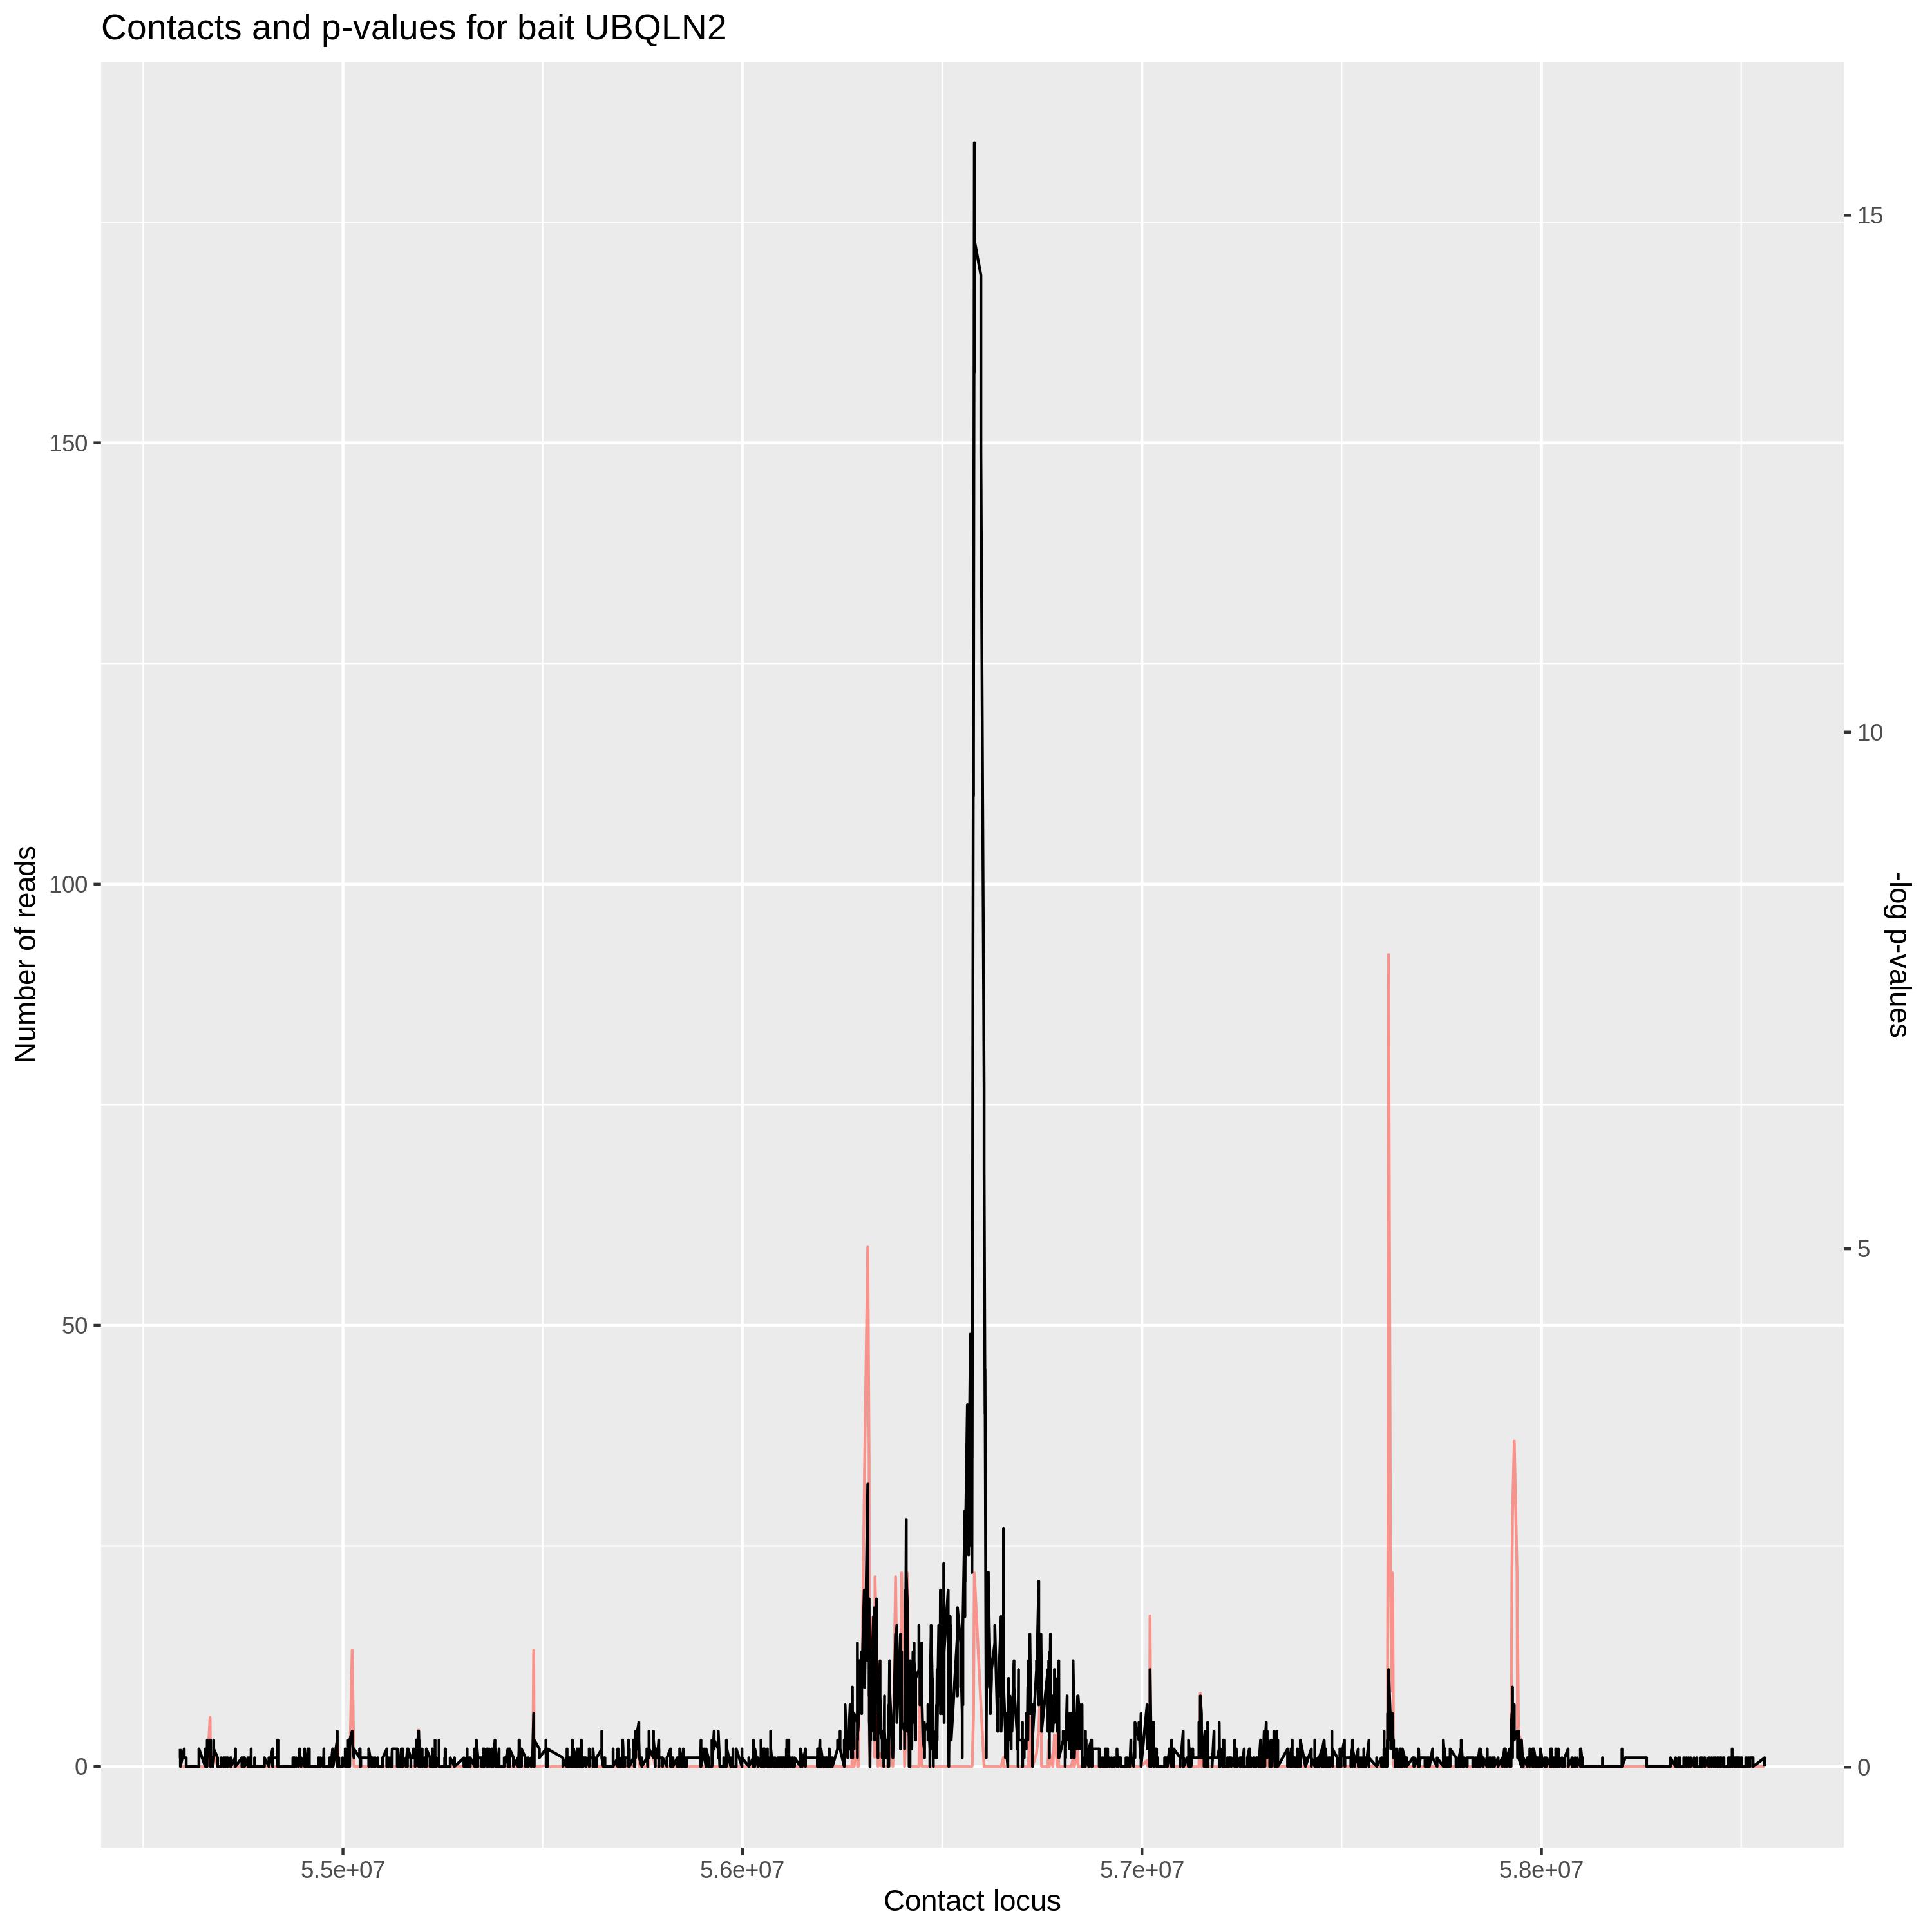 Contacts and p-values for bait UBQLN2
150
100
50
0
Number of reads
15
10
5
0
-log p-values
5.5e+07
5.6e+07
5.7e+07
5.8e+07
Contact locus